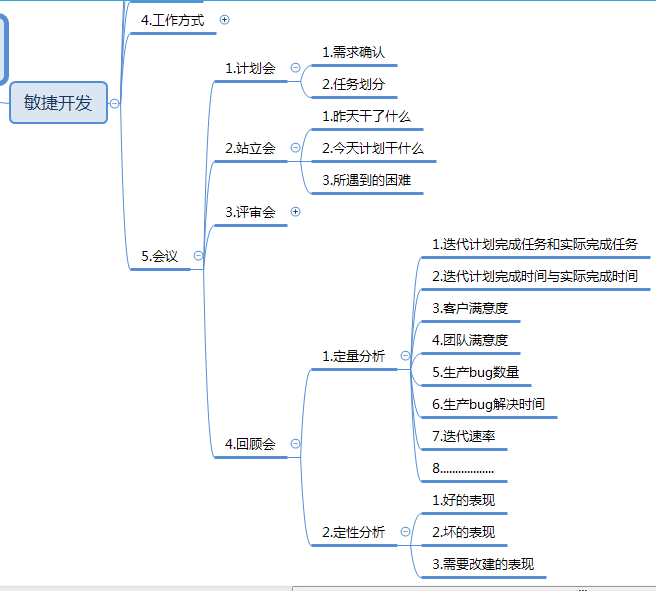 4.工作方式
敏捷开发
5.会议
1.计划会
1.需求确认
2.任务划分
2.站立会
1.昨天干了什么
2.今天计划干什么
3.所遇到的困难
3.评审会
4.回顾会
1.定量分析
1.迭代计划完成任务和实际完成任务
2.迭代计划完成时间与实际完成时间
3.客户满意度
4.团队满意度
5.生产bug数量
6.生产bug解决时间
7.迭代速率
8..................
2.定性分析
1.好的表现
2.坏的表现
3.需要改建的表现